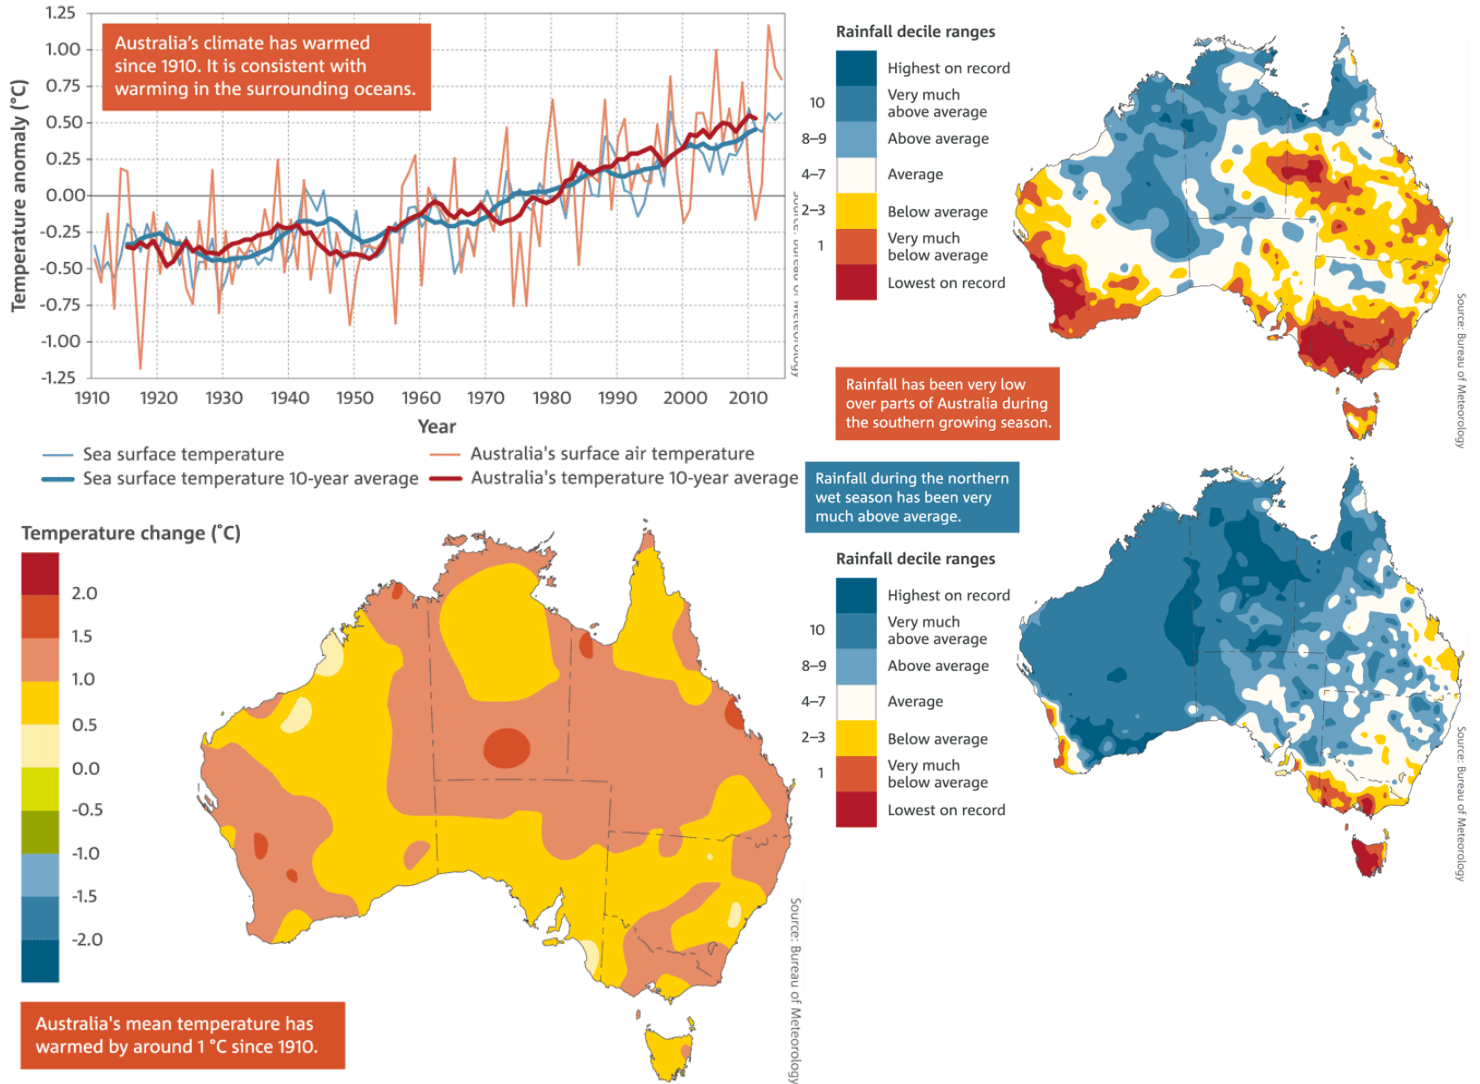 1.25
1.00
0.75
0.50
0.25
0.00
-0.25
-0.50
-0.75
-1.00
-1.25
Temperature anomaly (°C)
Australia's climate has warmed
since 1910. It is consistent with
warming in the surrounding oceans.
1910 1920 1930 1940 1950 1960 1970 1980 1990 2000 2010
Year
Sea surface temperature
Australia's surface air temperature
Sea surface temperature 10-year average
Australia's temperature 10-year average
of Meteorology
Rainfall decile ranges
Highest on record
10
Very much
above average
8–9
Above average
4–7
Average
2–3
Below average
1
Very much
below average
Lowest on record
Rainfall has been very low
over parts of Australia during
the southern growing season.
Source: Bureau of Meteorology
Rainfall during the northern
wet season has been very
much above average.
Rainfall decile ranges
Highest on record
10
Very much
above average
8–9
Above average
4–7
Average
2–3
Below average
1
Very much
below average
Lowest on record
Source: Bureau of Meteorology
Temperature change (°C)
2.0
1.5
1.0
0.5
0.0
-0.5
-1.0
-1.5
-2.0
Australia's mean temperature has
warmed by around 1 °C since 1910.
Source: Bureau of Meteorology